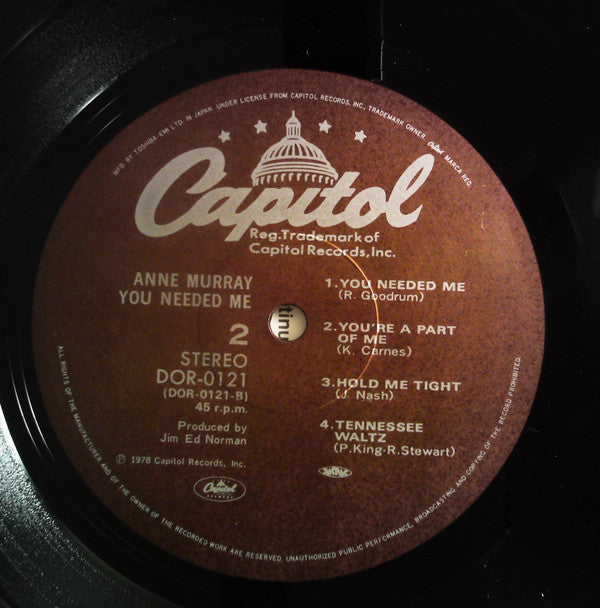 MFD BY TOSHIBA-EMI LTD. IN JAPAN UNDER LICENSE FROM CAPITOL RECORDS, INC., TRADEMARK OWNER. Capitol MARCA REG.
Capitol
Reg.Trademark of
Capitol Records,Inc.
ANNE MURRAY
YOU NEEDED ME
2
STEREO
DOR-0121
(DOR-0121-B)
45 r.p.m.
Produced by
Jim Ed Norman
℗ 1978 Capitol Records, Inc.
Capitol
RECORDS
tinu
1.YOU NEEDED ME
(R. Goodrum)
2.YOU'RE A PART
OF ME
(K. Carnes)
3.HOLD ME TIGHT
(J. Nash)
4.TENNESSEE
WALTZ
(P.King-R.Stewart)
ALL RIGHTS OF THE MANUFACTURER AND OF THE OWNER OF THE RECORDED WORK ARE RESERVED. UNAUTHORIZED PUBLIC PERFORMANCE, BROADCASTING AND COPYING OF THE RECORD PROHIBITED.